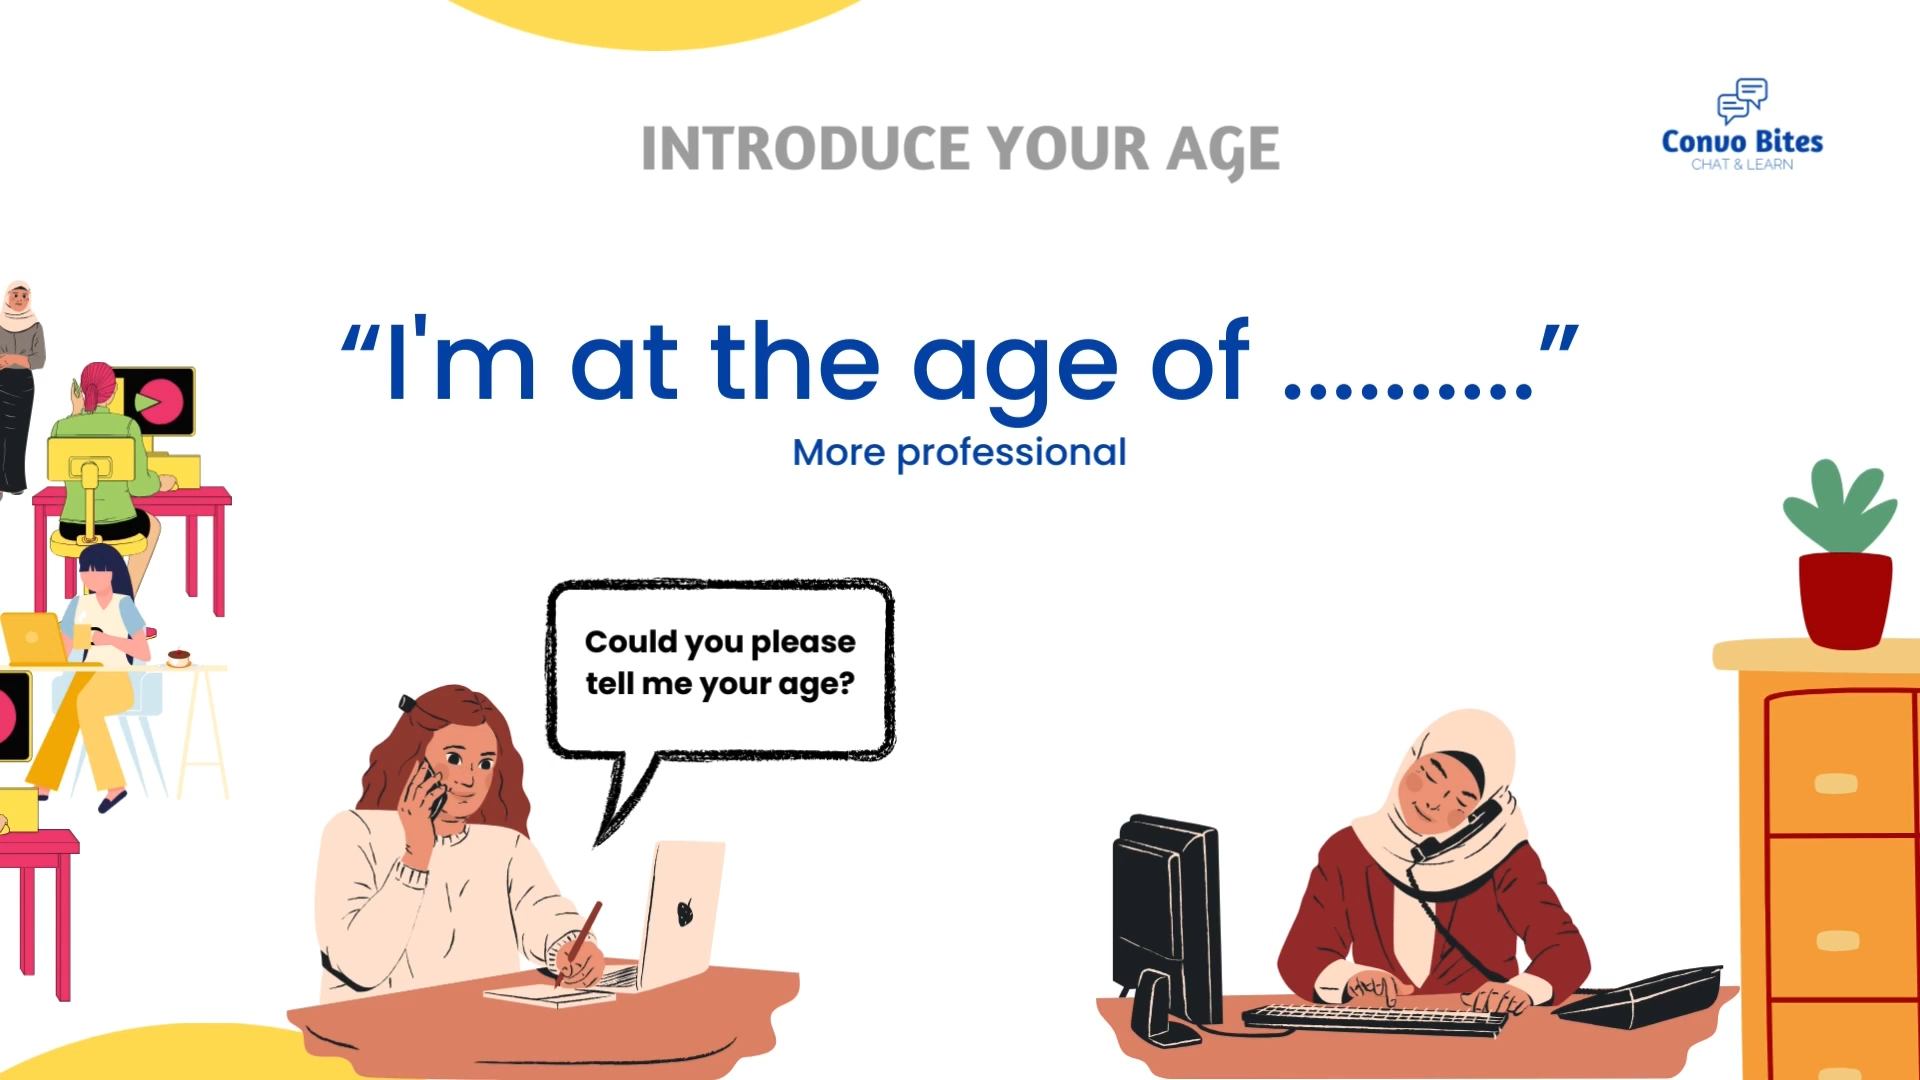 INTRODUCE YOUR AGE
Convo Bites
CHAT & LEARN
“I'm at the age of ..........”
More professional
Could you please
tell me your age?